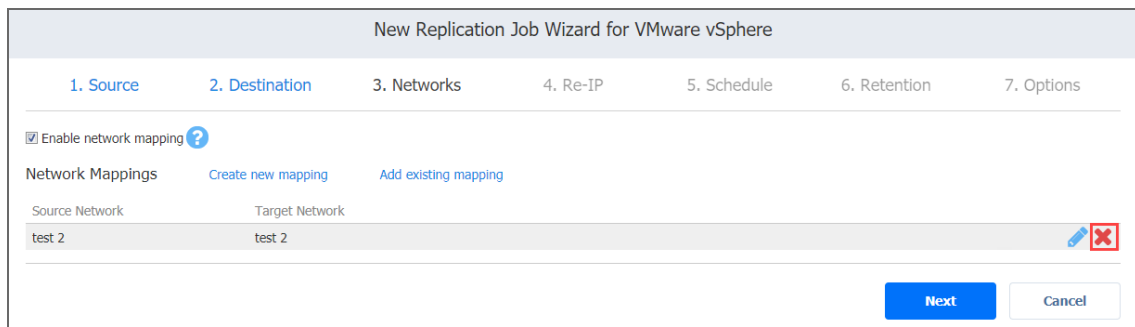 New Replication Job Wizard for VMware vSphere
1. Source 2. Destination 3. Networks 4. Re-IP 5. Schedule 6. Retention 7. Options
Enable network mapping ?
Network Mappings Create new mapping Add existing mapping
Source Network Target Network
test 2 test 2
Next Cancel